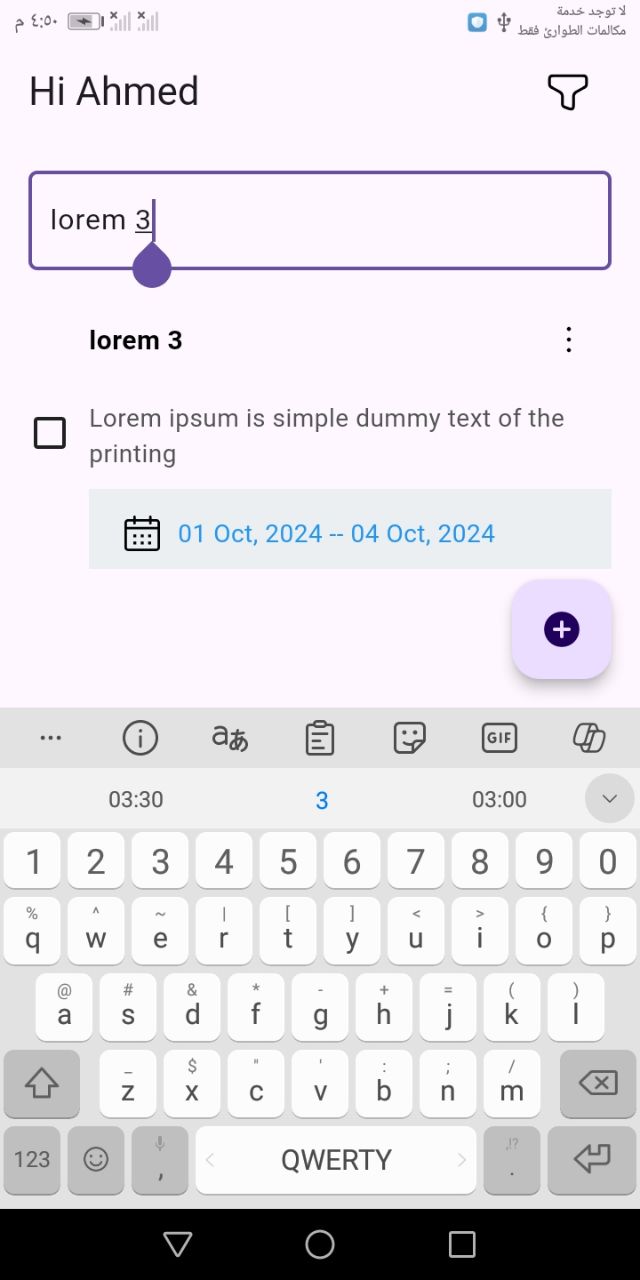 ٤:٥٠ م
لا توجد خدمة
مكالمات الطوارئ فقط
Hi Ahmed
lorem 3
lorem 3
Lorem ipsum is simple dummy text of the
printing
01 Oct, 2024 -- 04 Oct, 2024
aあ GIF
03:30 3 03:00
1 2 3 4 5 6 7 8 9 0
% ^ ~ | [ ] < > { }
q w e r t y u i o p
@ # & * - + = ( )
a s d f g h j k l
_ $ " ' : ; /
z x c v b n m
,!?
123 , QWERTY .